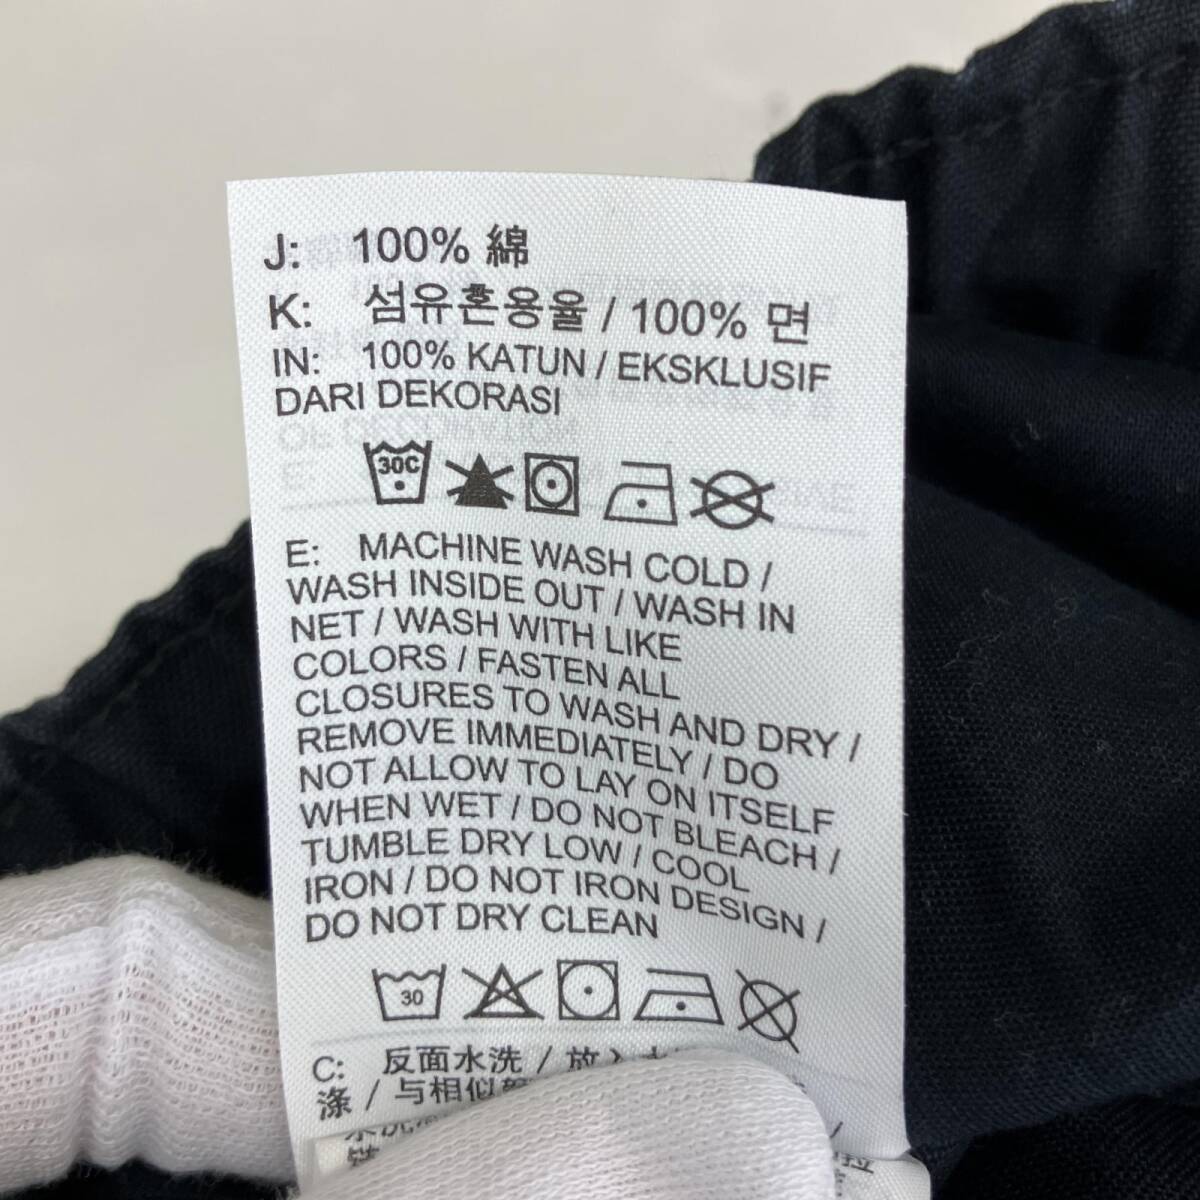 J: 100% 綿
K: 섬유혼용율 / 100% 면
IN: 100% KATUN / EKSKLUSIF
DARI DEKORASI
30C
E: MACHINE WASH COLD /
WASH INSIDE OUT / WASH IN
NET / WASH WITH LIKE
COLORS / FASTEN ALL
CLOSURES TO WASH AND DRY /
REMOVE IMMEDIATELY / DO
NOT ALLOW TO LAY ON ITSELF
WHEN WET / DO NOT BLEACH /
TUMBLE DRY LOW / COOL
IRON / DO NOT IRON DESIGN /
DO NOT DRY CLEAN
30
C: 反面水洗 / 放入
涤 / 与相似